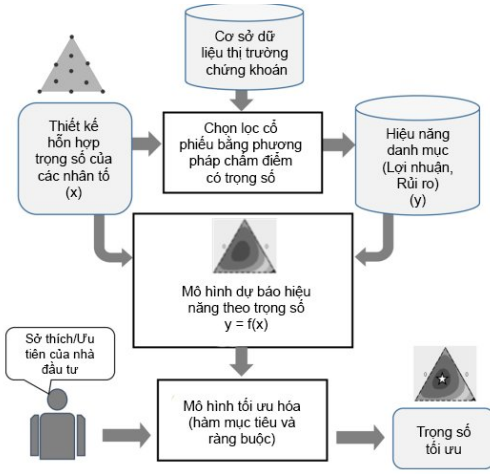 Cơ sở dữ
liệu thị trường
chứng khoán
Thiết kế
hỗn hợp
trọng số của
các nhân tố
(x)
Chọn lọc cổ
phiếu bằng phương
pháp chấm điểm
có trọng số
Hiệu năng
danh mục
(Lợi nhuận,
Rủi ro)
(y)
Mô hình dự báo hiệu
năng theo trọng số
y = f(x)
Sở thích/Ưu
tiên của nhà
đầu tư
Mô hình tối ưu hóa
(hàm mục tiêu và
ràng buộc)
Trọng số
tối ưu